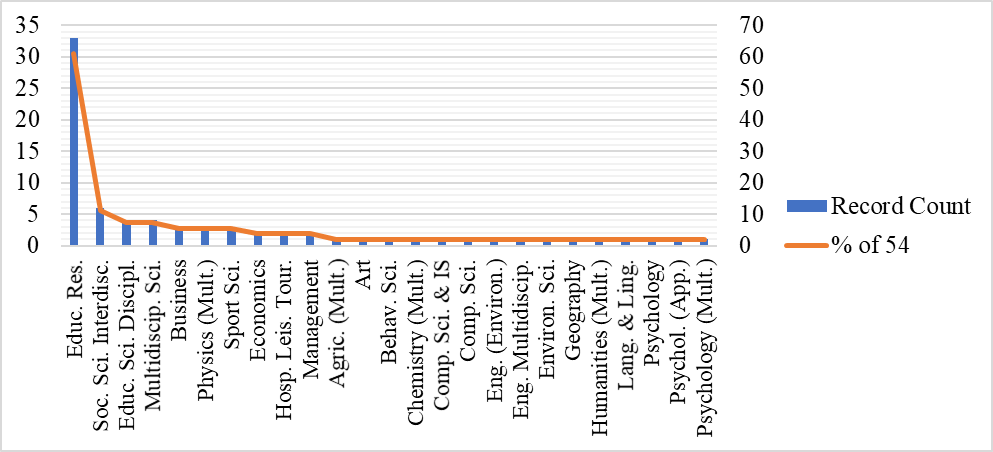 35
30
25
20
15
10
5
0
70
60
50
40
30
20
10
0
Record Count
% of 54
Educ. Res.
Soc. Sci. Interdisc.
Educ. Sci. Discipl.
Multidiscip. Sci.
Business
Physics (Mult.)
Sport Sci.
Economics
Hosp. Leis. Tour.
Management
Agric. (Mult.)
Art
Behav. Sci.
Chemistry (Mult.)
Comp. Sci. & IS
Comp. Sci.
Eng. (Environ.)
Eng. Multidiscip.
Environ. Sci.
Geography
Humanities (Mult.)
Lang. & Ling.
Psychology
Psychol. (App.)
Psychology (Mult.)